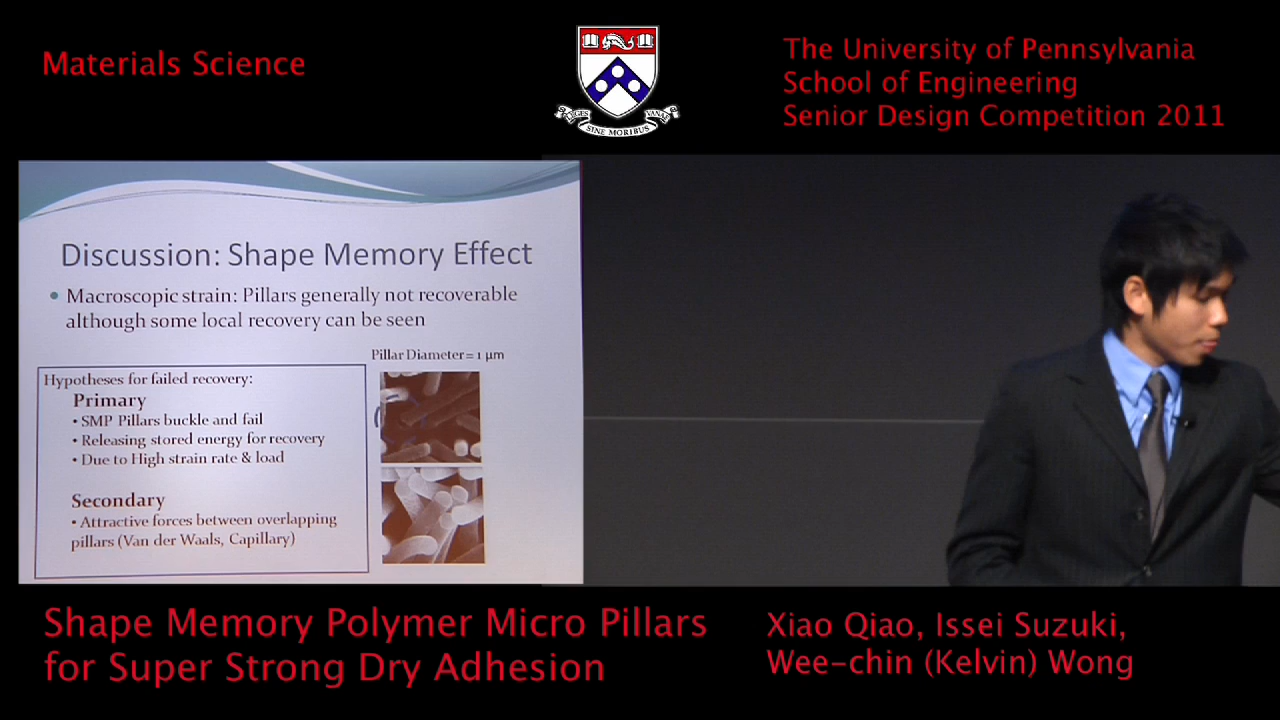 Materials Science
The University of Pennsylvania
School of Engineering
Senior Design Competition 2011
LEGES
VANAE
SINE MORIBUS
Discussion: Shape Memory Effect
• Macroscopic strain: Pillars generally not recoverable
although some local recovery can be seen
Pillar Diameter = 1 μm
Hypotheses for failed recovery:
Primary
• SMP Pillars buckle and fail
• Releasing stored energy for recovery
• Due to High strain rate & load
Secondary
• Attractive forces between overlapping
pillars (Van der Waals, Capillary)
Shape Memory Polymer Micro Pillars
for Super Strong Dry Adhesion
Xiao Qiao, Issei Suzuki,
Wee-chin (Kelvin) Wong